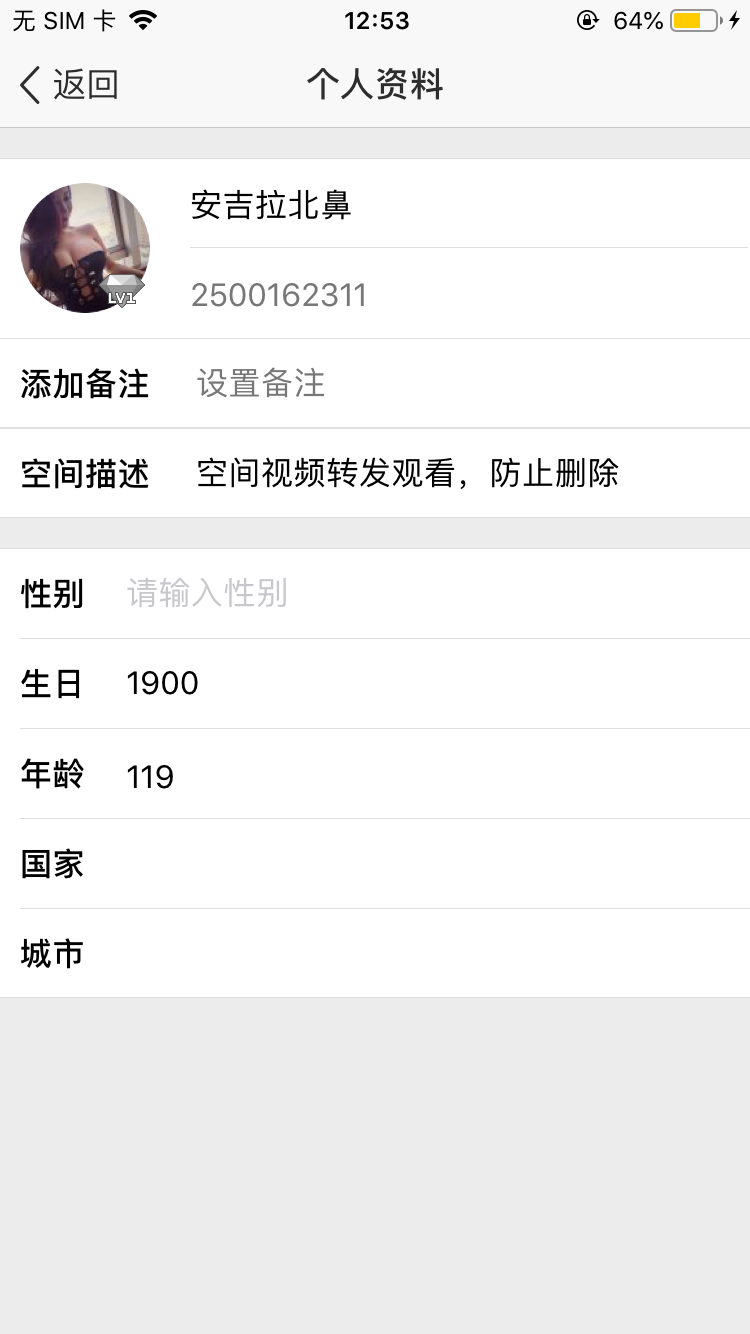 无 SIM 卡 12:53 64%
返回 个人资料
安吉拉北鼻
LV1
2500162311
添加备注 设置备注
空间描述 空间视频转发观看，防止删除
性别 请输入性别
生日 1900
年龄 119
国家
城市